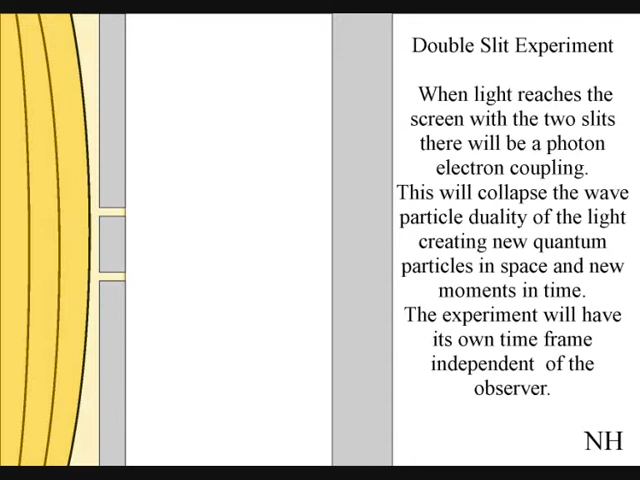 Double Slit Experiment
When light reaches the
screen with the two slits
there will be a photon
electron coupling.
This will collapse the wave
particle duality of the light
creating new quantum
particles in space and new
moments in time.
The experiment will have
its own time frame
independent  of the
observer.
NH